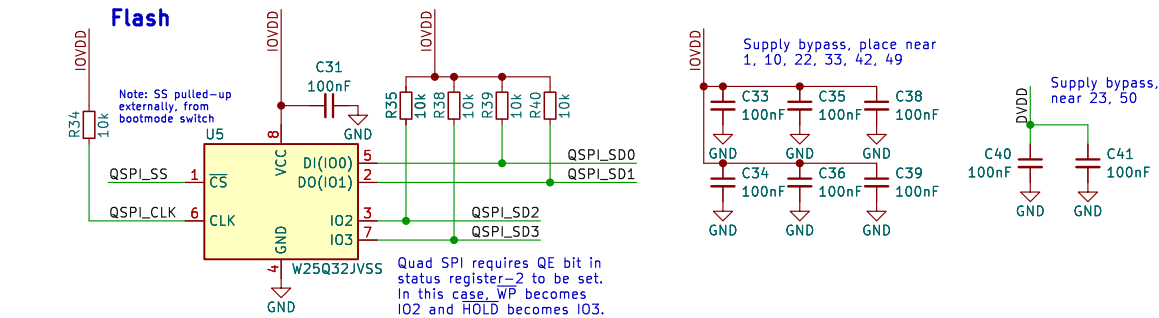 Flash
IOVDD
IOVDD
IOVDD
Note: SS pulled-up
externally, from
bootmode switch
R34
10k
C31
100nF
GND
R35
10k
R38
10k
R39
10k
R40
10k
U5
8
VCC
QSPI_SS
1
CS
QSPI_CLK
6
CLK
DI(IO0)
5
QSPI_SD0
DO(IO1)
2
QSPI_SD1
IO2
3
QSPI_SD2
IO3
7
QSPI_SD3
GND
4
GND
W25Q32JVSS
Quad SPI requires QE bit in
status register-2 to be set.
In this case, WP becomes
IO2 and HOLD becomes IO3.
IOVDD
Supply bypass, place near
1, 10, 22, 33, 42, 49
C33
100nF
GND
C35
100nF
GND
C38
100nF
GND
C34
100nF
GND
C36
100nF
GND
C39
100nF
GND
Supply bypass,
near 23, 50
DVDD
C40
100nF
GND
C41
100nF
GND